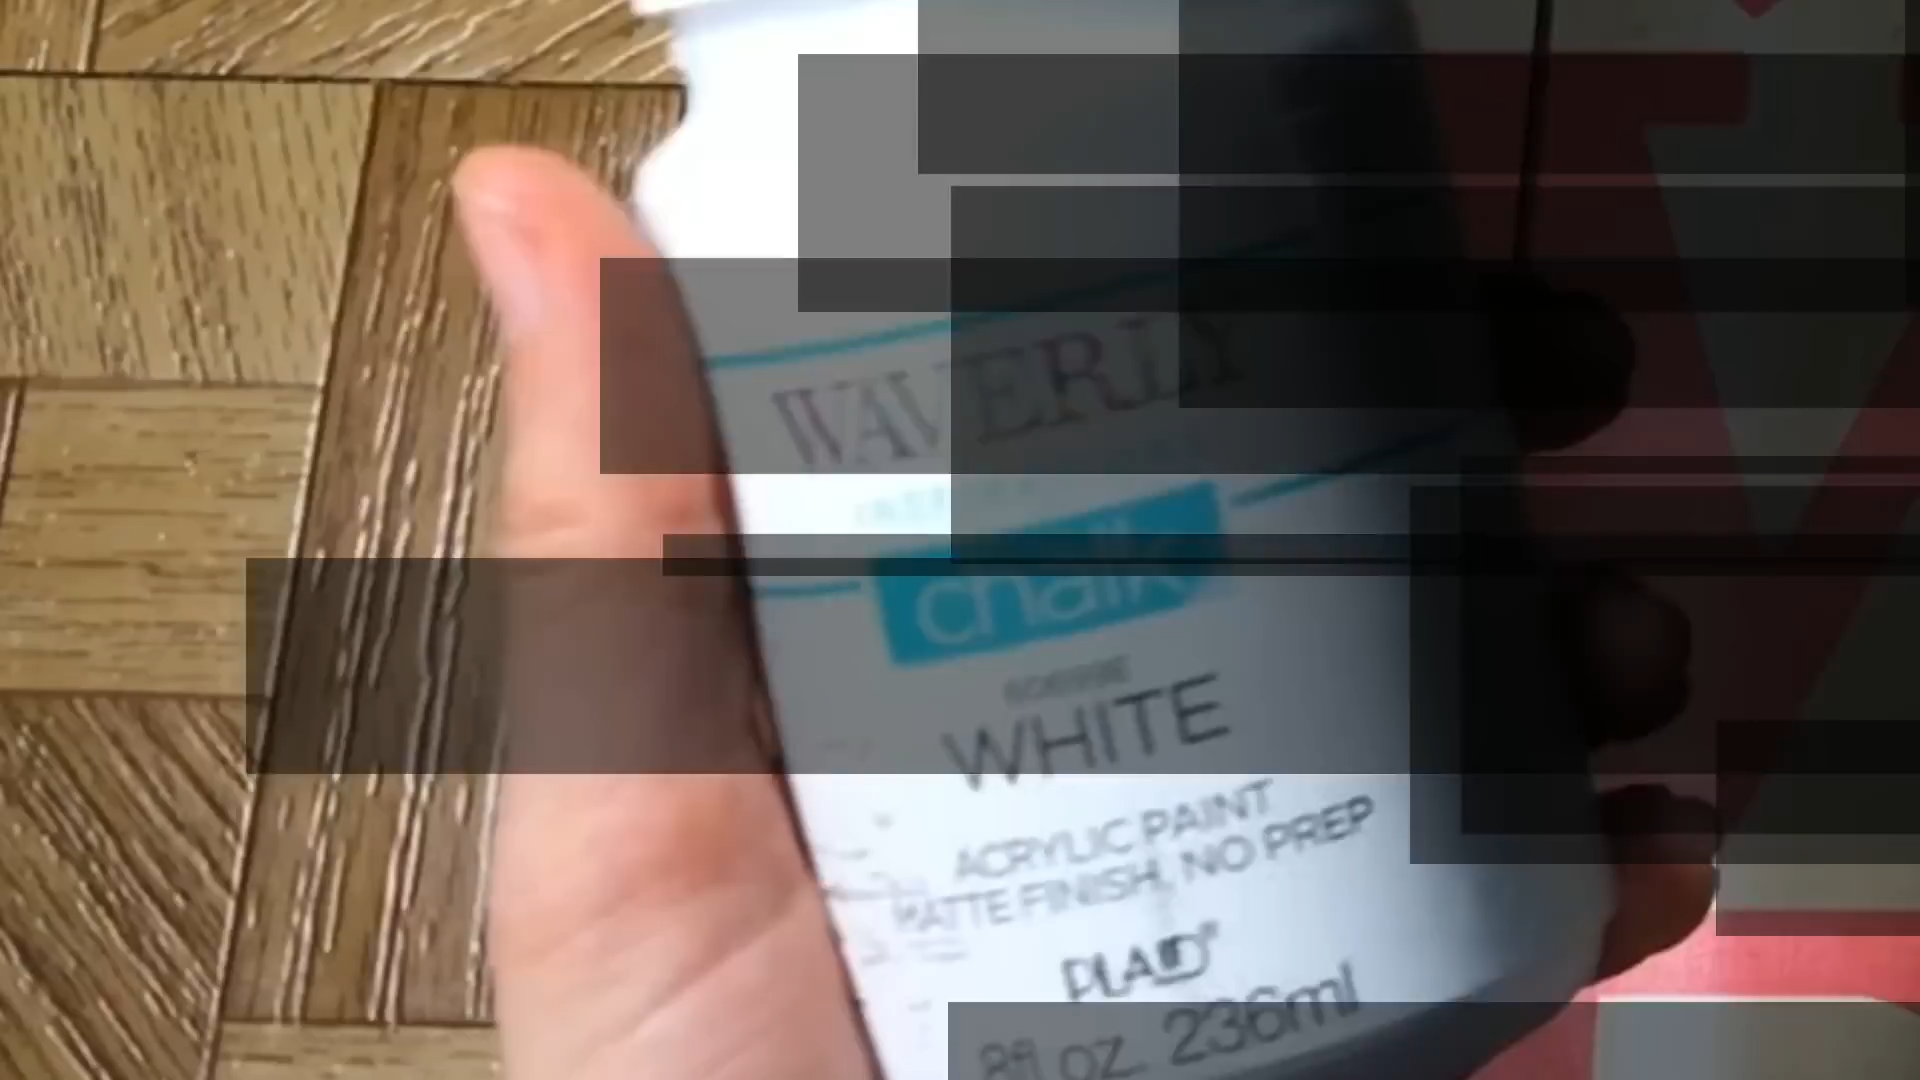 WAVERLY
chalk
WHITE
ACRYLIC PAINT
MATTE FINISH, NO PREP
PLAID®
8fl oz. 236ml